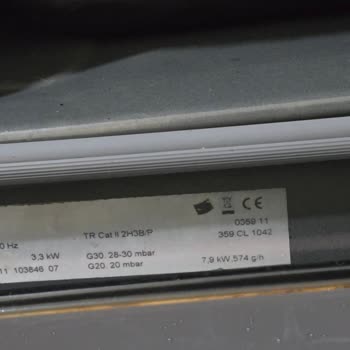 0359 11
TR Cat II 2H3B/P 359 CL 1042
0 Hz
3,3 kW G30, 28-30 mbar
11 103846 07 G20, 20 mbar 7,9 kW,574 g/h